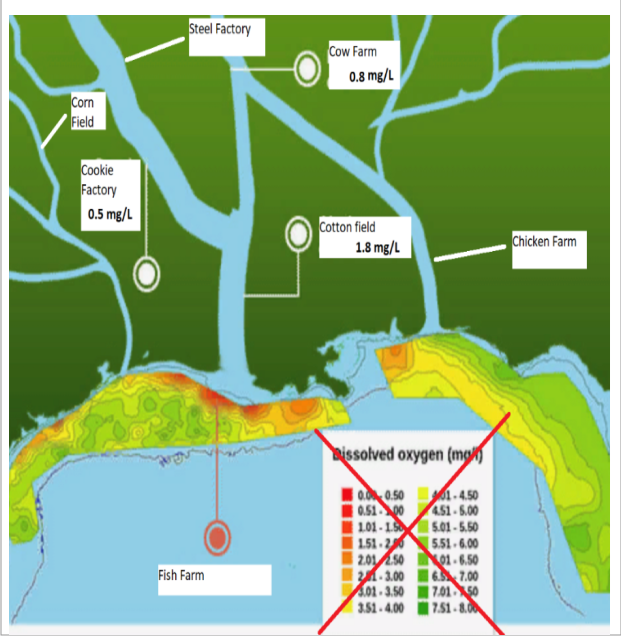 Steel Factory
Cow Farm
0.8 mg/L
Corn
Field
Cookie
Factory
0.5 mg/L
Cotton field
1.8 mg/L
Chicken Farm
Dissolved oxygen (mg/l)
0.00 - 0.50
0.51 - 1.00
1.01 - 1.50
1.51 - 2.00
2.01 - 2.50
2.51 - 3.00
3.01 - 3.50
3.51 - 4.00
4.01 - 4.50
4.51 - 5.00
5.01 - 5.50
5.51 - 6.00
6.01 - 6.50
6.51 - 7.00
7.01 - 7.50
7.51 - 8.00
Fish Farm